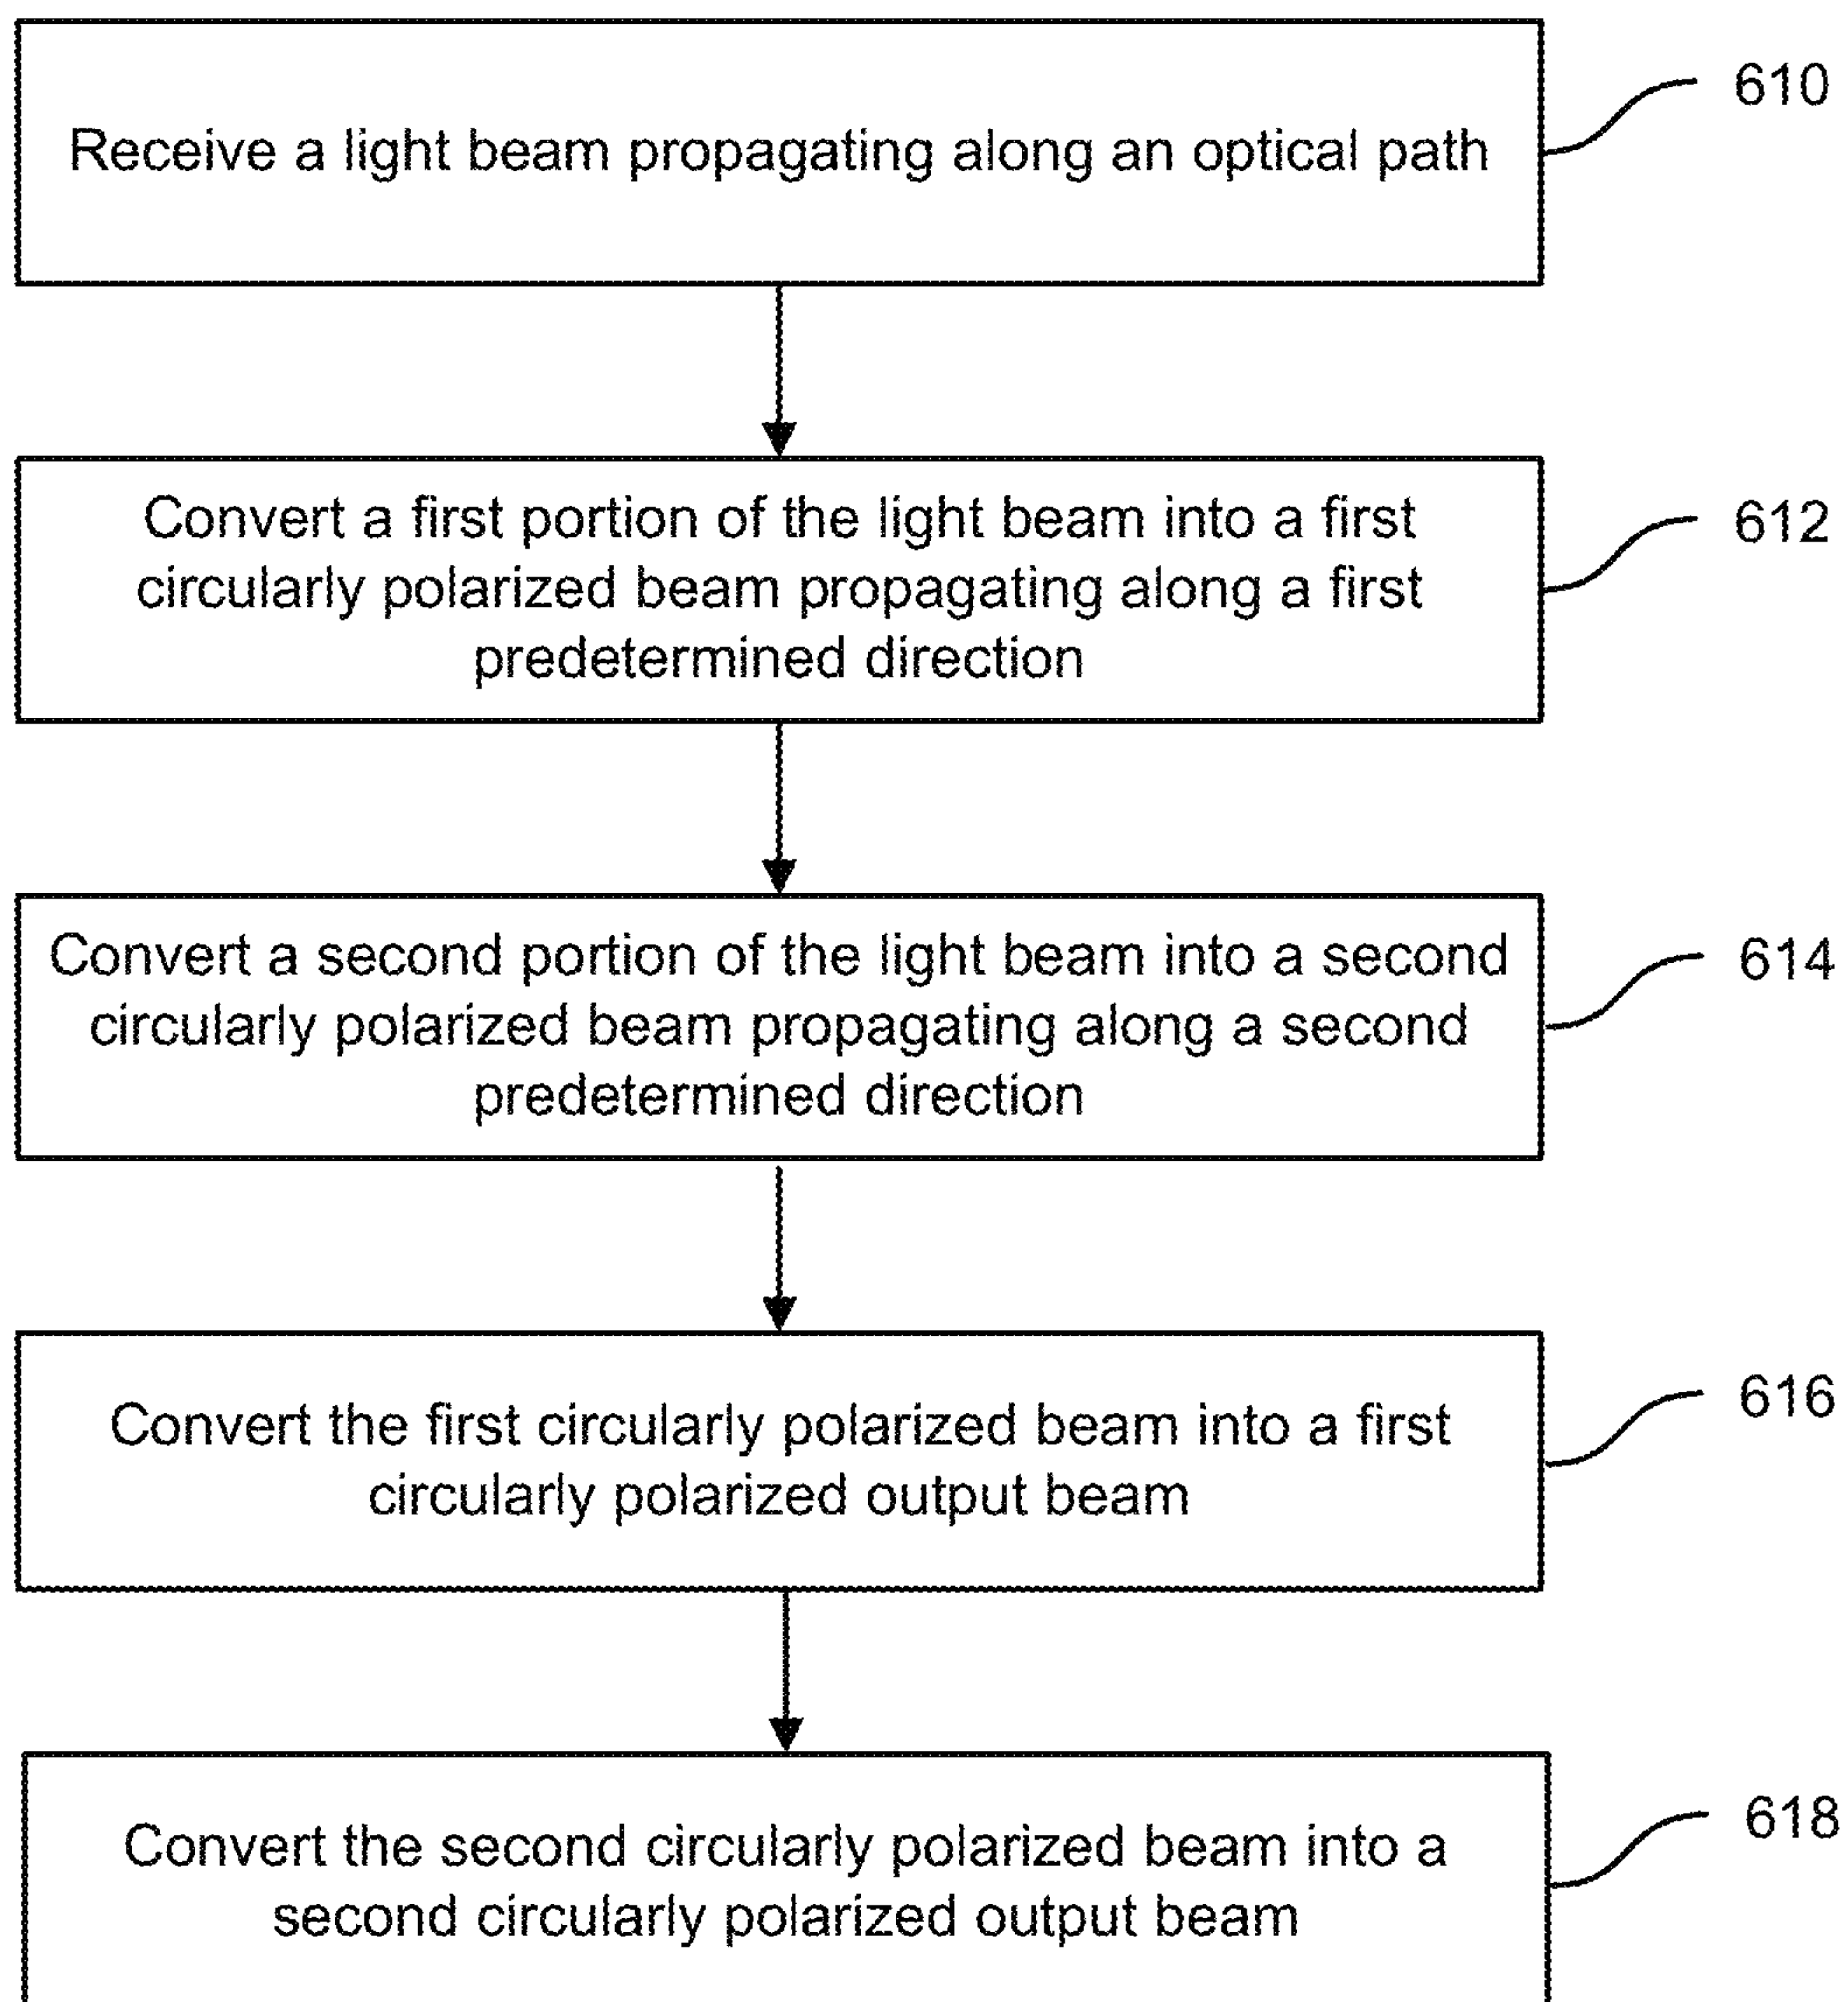 Receive a light beam propagating along an optical path
610
Convert a first portion of the light beam into a first
circularly polarized beam propagating along a first
predetermined direction
612
Convert a second portion of the light beam into a second
circularly polarized beam propagating along a second
predetermined direction
614
Convert the first circularly polarized beam into a first
circularly polarized output beam
616
Convert the second circularly polarized beam into a
second circularly polarized output beam
618